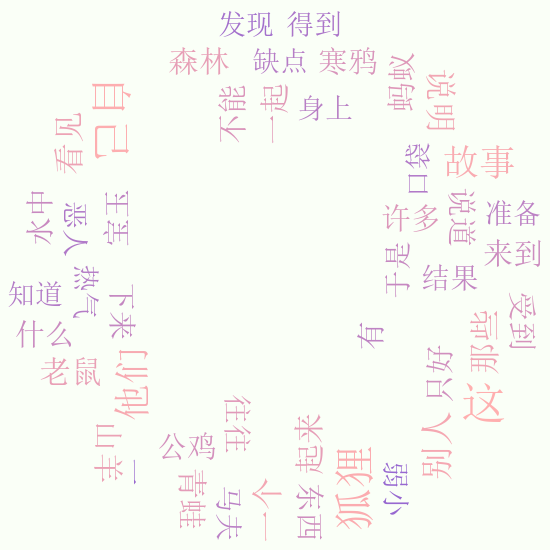 发现 得到
森林 缺点 寒鸦
蚂蚁
自己
不能
一起
身上
胆说
看见
口袋
故事
水中
恶人
宝玉
许多
说道
准备
来到
于是
结果
知道
热气
下来
什么
受到
那些
有
老鼠
他们
只好
这
往往
别人
山羊
一
公鸡
起来
狐狸
弱小
青蛙
马夫
一个
东西